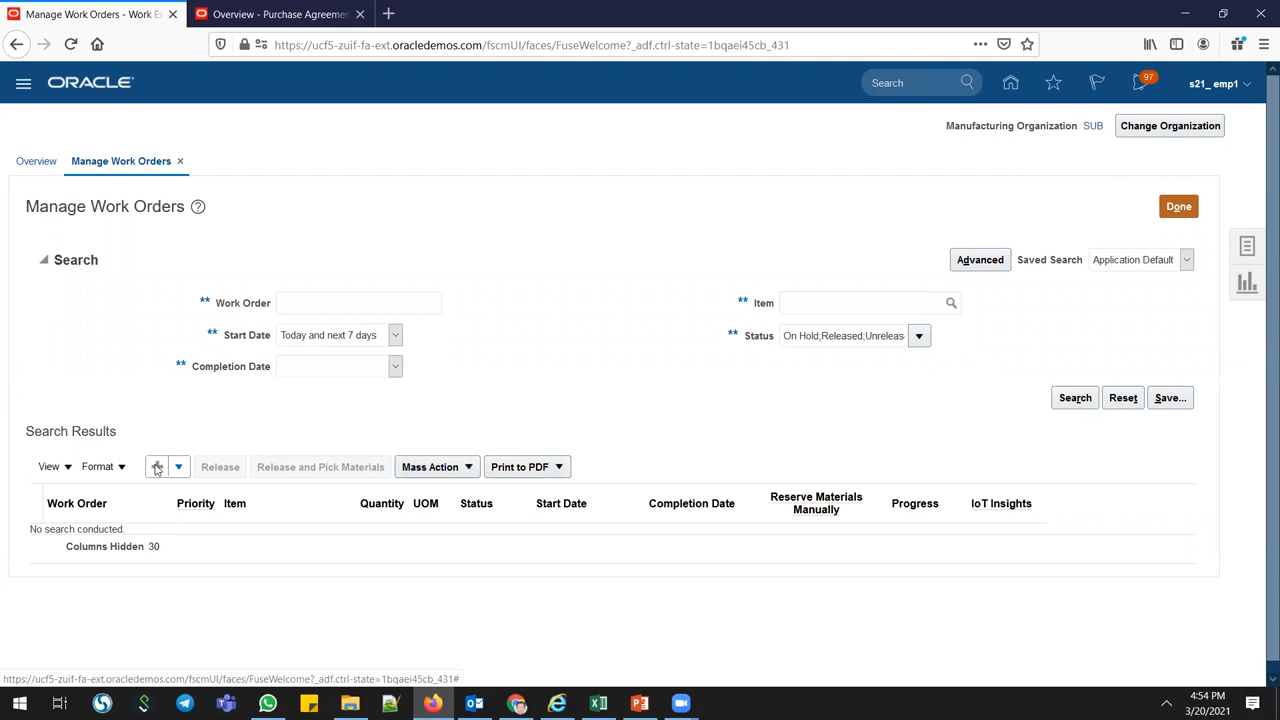 Manage Work Orders - Work Ex
Overview - Purchase Agreemen
https://ucf5-zuif-fa-ext.oracledemos.com/fscmUI/faces/FuseWelcome?_adf.ctrl-state=1bqaei45cb_431
ORACLE
Search
97
s21_ emp1
Manufacturing Organization SUB Change Organization
Overview Manage Work Orders
Manage Work Orders
Done
Search
Advanced Saved Search Application Default
** Work Order
** Item
** Start Date Today and next 7 days
** Status On Hold;Released;Unreleas
** Completion Date
Search Reset Save...
Search Results
View Format Release Release and Pick Materials Mass Action Print to PDF
Work Order Priority Item Quantity UOM Status Start Date Completion Date Reserve Materials Manually Progress IoT Insights
No search conducted.
Columns Hidden 30
https://ucf5-zuif-fa-ext.oracledemos.com/fscmUI/faces/FuseWelcome?_adf.ctrl-state=1bqaei45cb_431#
4:54 PM
3/20/2021